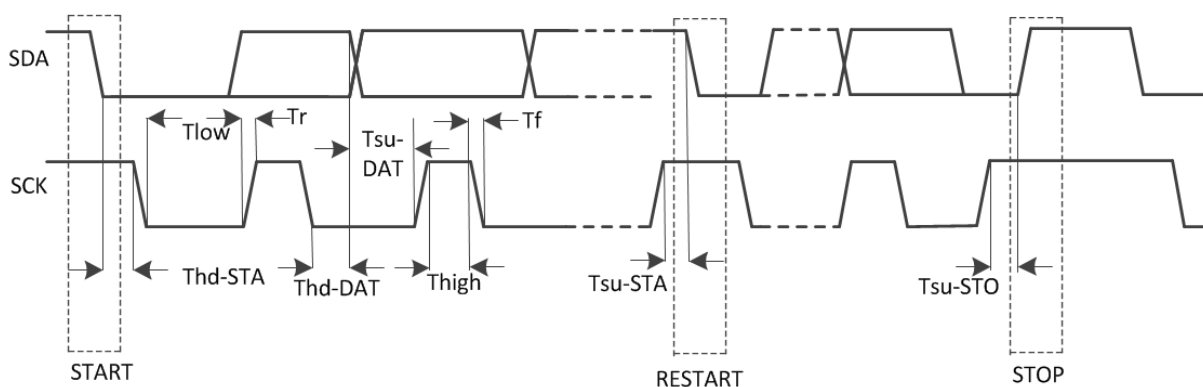 SDA
Tlow
Tr
Tsu-
DAT
Tf
SCK
Thd-STA
Thd-DAT
Thigh
Tsu-STA
Tsu-STO
START
RESTART
STOP